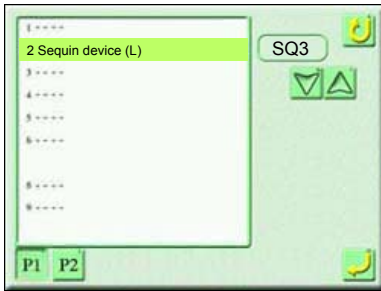 1 ----
2 Sequin device (L)
SQ3
3 ----
4 ----
5 ----
6 ----
8 ----
9 ----
P1 P2